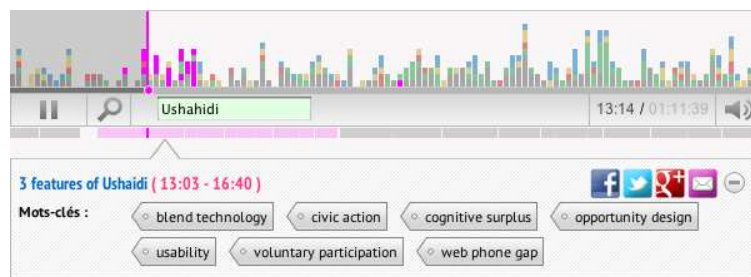 Ushahidi
13:14 / 01:11:39
3 features of Ushaidi ( 13:03 - 16:40 )
Mots-clés :
blend technology
civic action
cognitive surplus
opportunity design
usability
voluntary participation
web phone gap